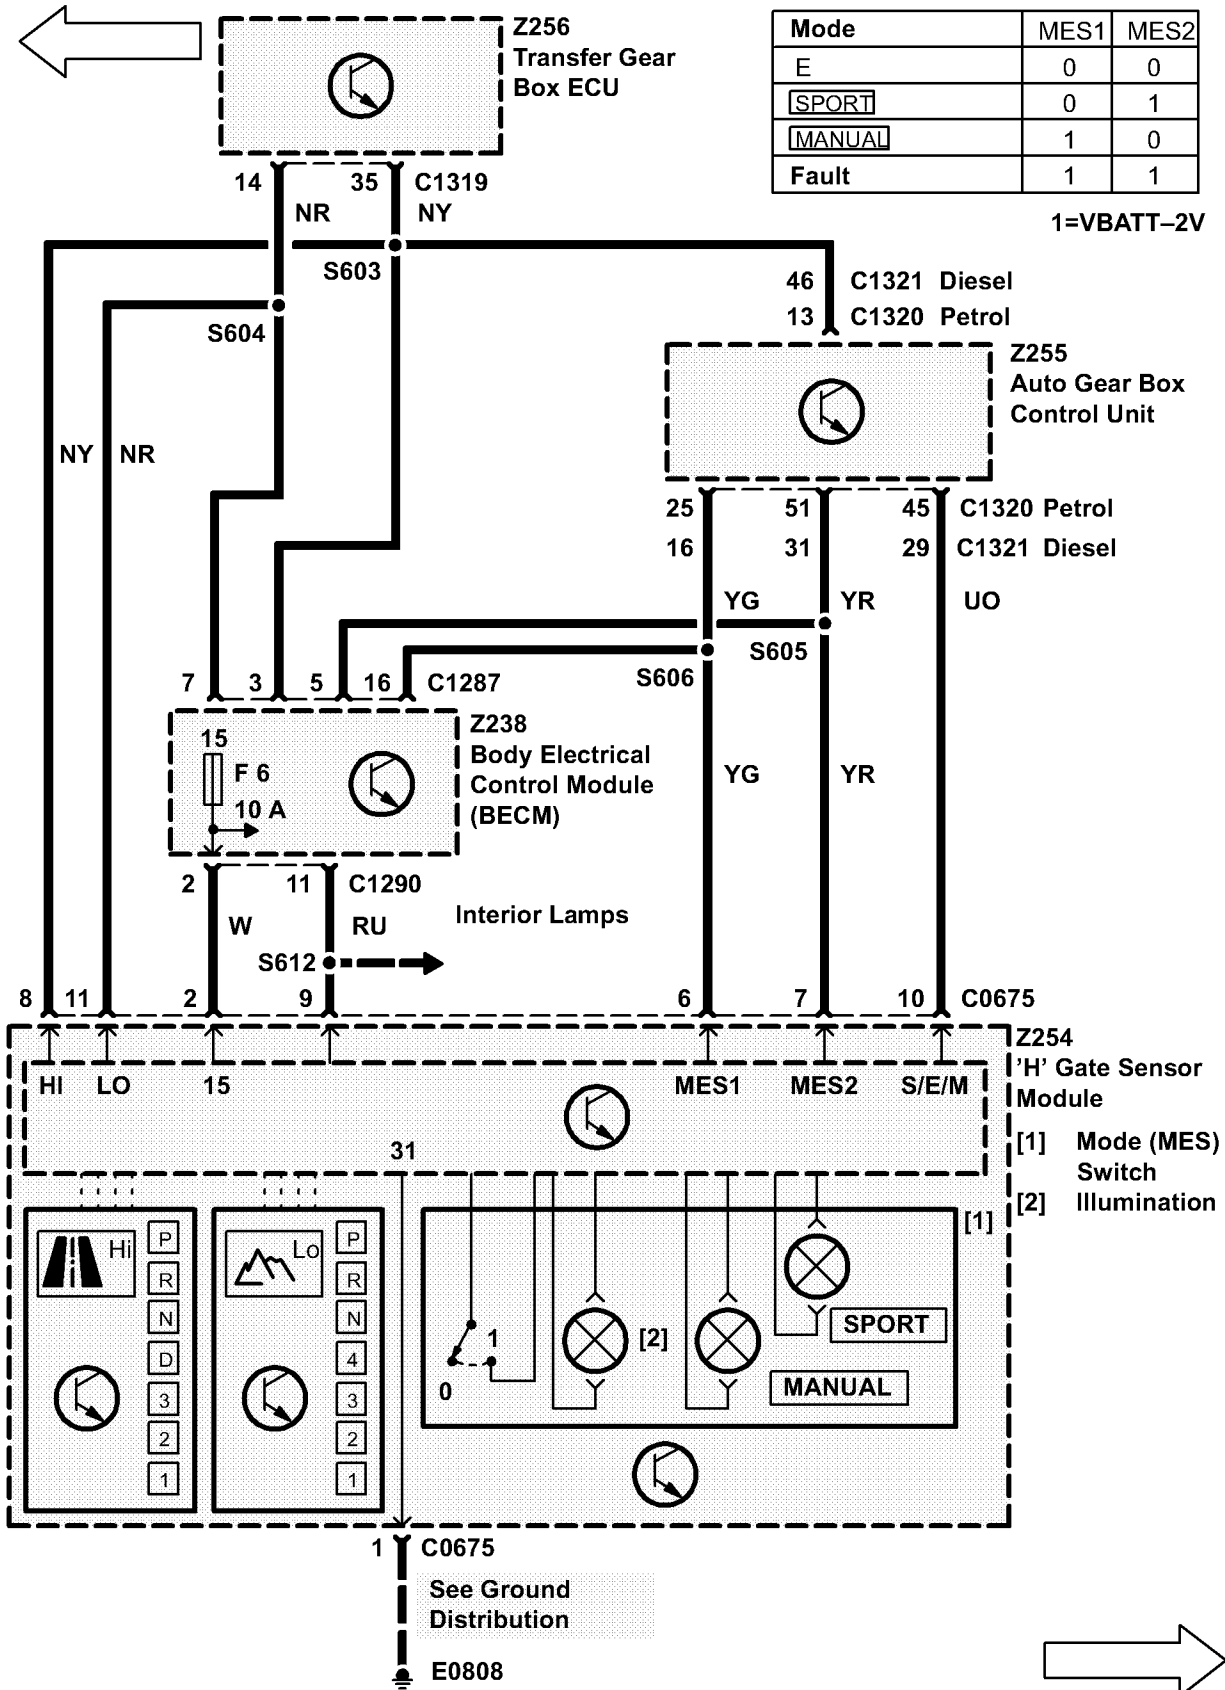 Z256
Transfer Gear
Box ECU
Mode MES1 MES2
E 0 0
SPORT 0 1
MANUAL 1 0
Fault 1 1
1=VBATT–2V
14 35 C1319
NR NY
S603
S604
46 C1321 Diesel
13 C1320 Petrol
Z255
Auto Gear Box
Control Unit
NY NR
25 51 45 C1320 Petrol
16 31 29 C1321 Diesel
YG YR UO
S605
S606
7 3 5 16 C1287
Z238
Body Electrical
Control Module
(BECM)
15
F 6
10 A
YG YR
2 11 C1290
W RU
Interior Lamps
S612
8 11 2 9 6 7 10 C0675
Z254
'H' Gate Sensor
Module
[1] Mode (MES)
Switch
[2] Illumination
HI LO 15 MES1 MES2 S/E/M
31
[1]
Hi P Lo P
R R
N N
D 4
3 3
2 2
1 1
1
0
[2]
SPORT
MANUAL
1 C0675
See Ground
Distribution
E0808